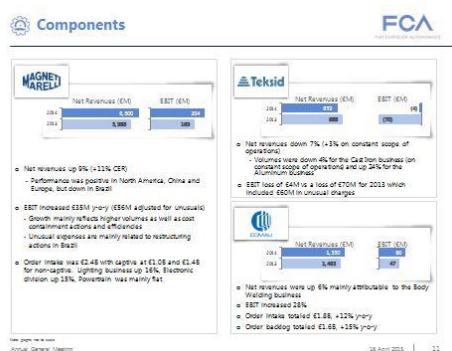 Components
FCA
FIAT CHRYSLER AUTOMOBILES
MAGNETI
MARELLI
Net Revenues (€M)
EBIT (€M)
2014
6,500
204
2013
5,988
169
Net revenues up 9% (+11% CER)
- Performance was positive in North America, China and
Europe, but down in Brazil
EBIT increased €35M y-o-y (€56M adjusted for unusuals)
- Growth mainly reflects higher volumes as well as cost
containment actions and efficiencies
- Unusual expenses are mainly related to restructuring
actions in Brazil
Order intake was €2.4B with captive at €1.0B and €1.4B
for non-captive. Lighting business up 16%, Electronic
division up 18%, Powertrain was mainly flat
Teksid
Net Revenues (€M)
EBIT (€M)
2014
(4)
2013
688
(70)
Net revenues down 7% (+3% on constant scope of
operations)
- Volumes were down 4% for the Cast Iron business (on
constant scope of operations) and up 24% for the
Aluminum business
EBIT loss of €4M vs a loss of €70M for 2013 which
included €60M in unusual charges
COMAU
Net Revenues (€M)
EBIT (€M)
2014
1,550
60
2013
1,463
47
Net revenues were up 6% mainly attributable to the Body
Welding business
EBIT increased 28%
Order intake totaled €1.8B, +12% y-o-y
Order backlog totaled €1.6B, +15% y-o-y
Annual General Meeting
16 April 2015
11